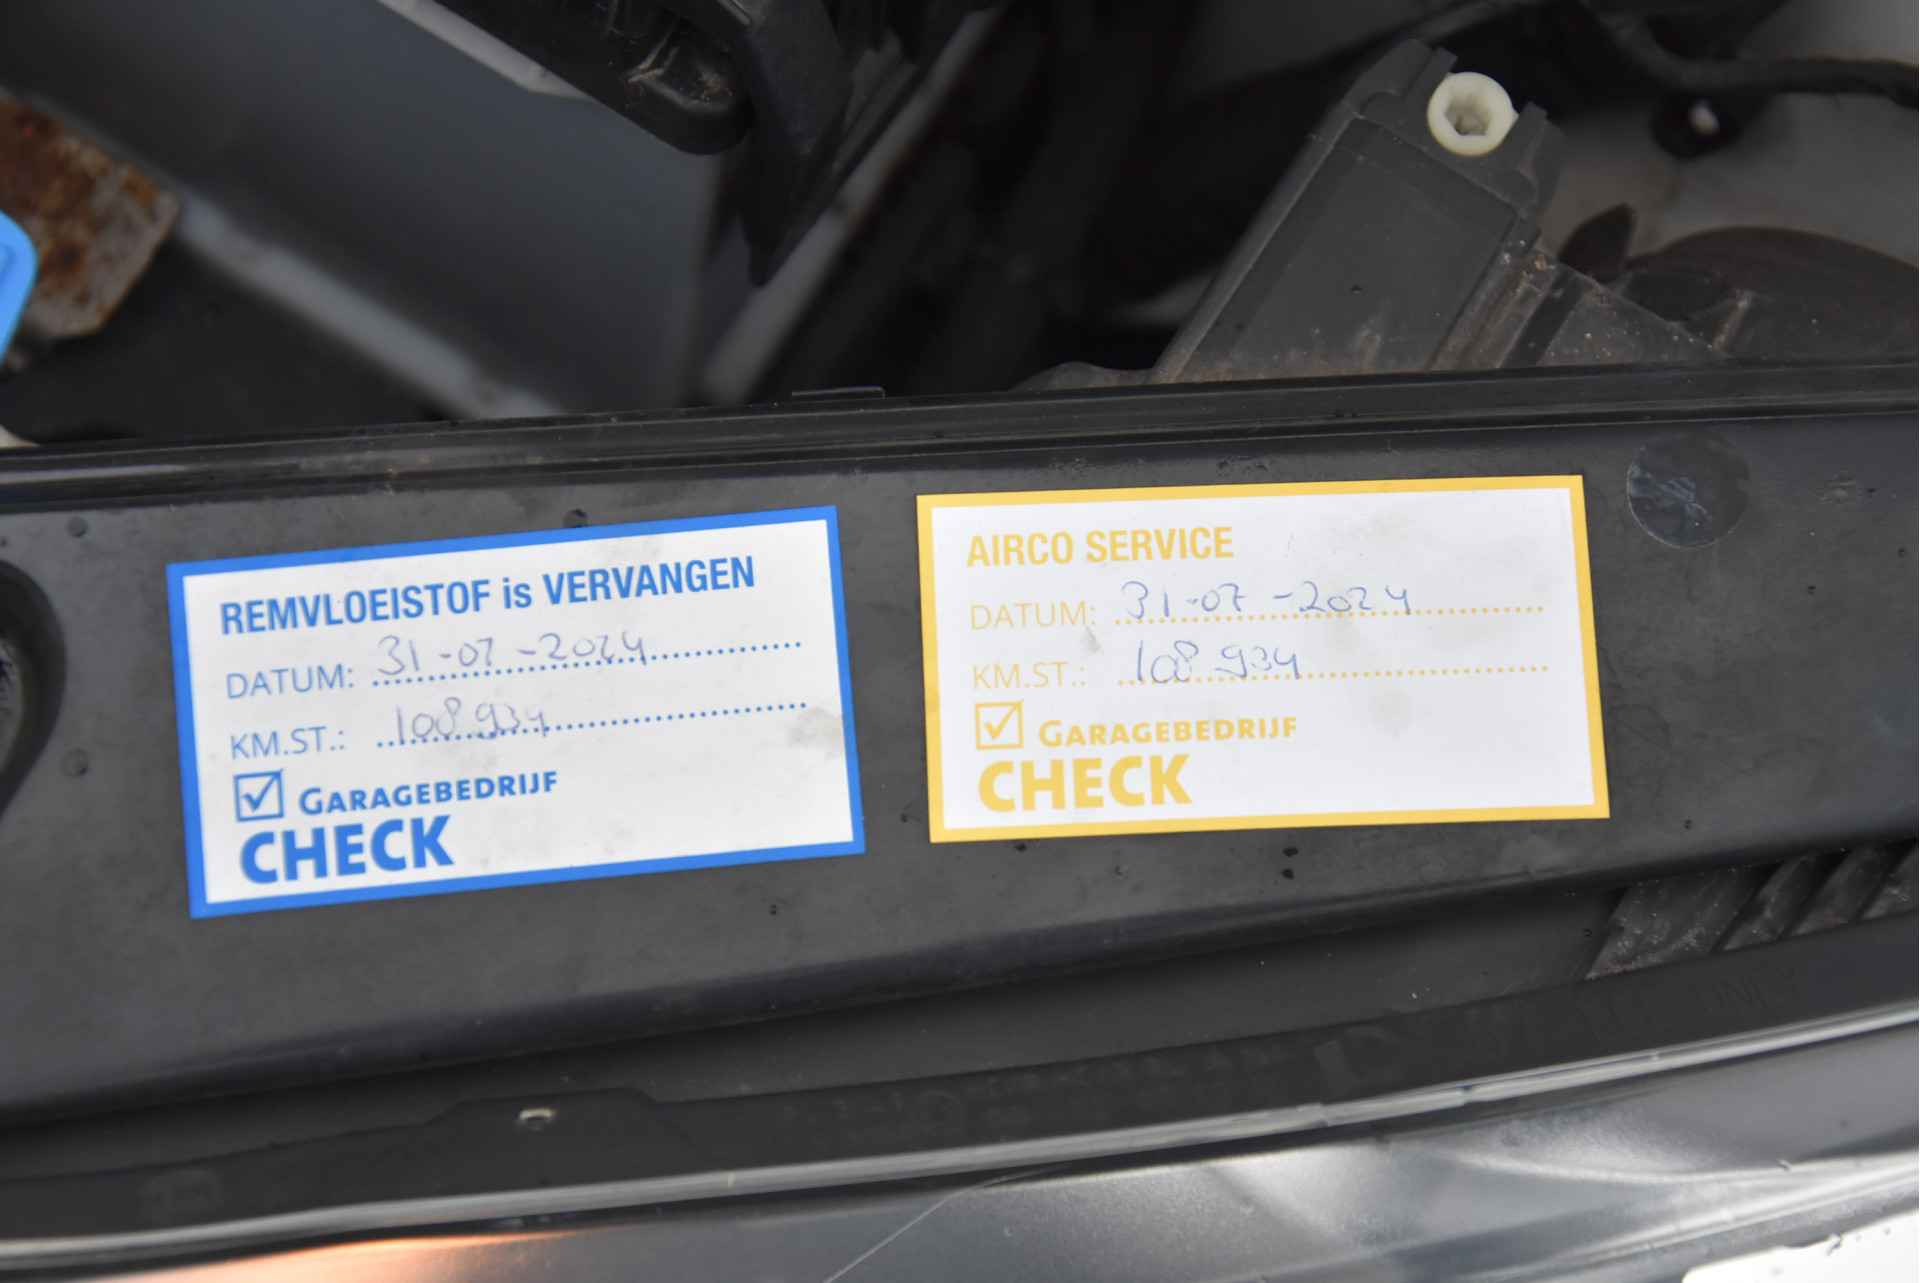 REMVLOEISTOF is VERVANGEN
DATUM: 31-07-2024
KM.ST.: 108.934
GARAGEBEDRIJF
CHECK
AIRCO SERVICE
DATUM: 31-07-2024
KM.ST.: 108.934
GARAGEBEDRIJF
CHECK